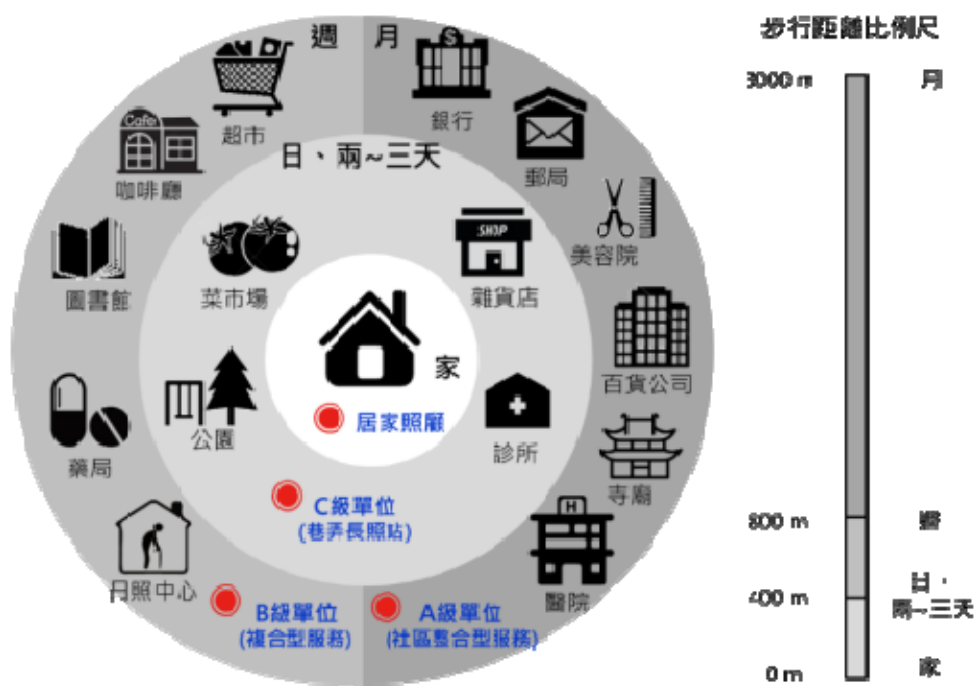 週 月
步行距離比例尺
超市
銀行
Cafe
咖啡廳
日、兩~三天
郵局
圖書館
菜市場
SHOP
雜貨店
美容院
家
百貨公司
藥局
公園
居家照顧
診所
寺廟
C級單位
(巷弄長照站)
日照中心
B級單位
(複合型服務)
A級單位
(社區整合型服務)
H
醫院
$
3000 m 月
800 m 週
400 m 日、
兩~三天
0 m 家